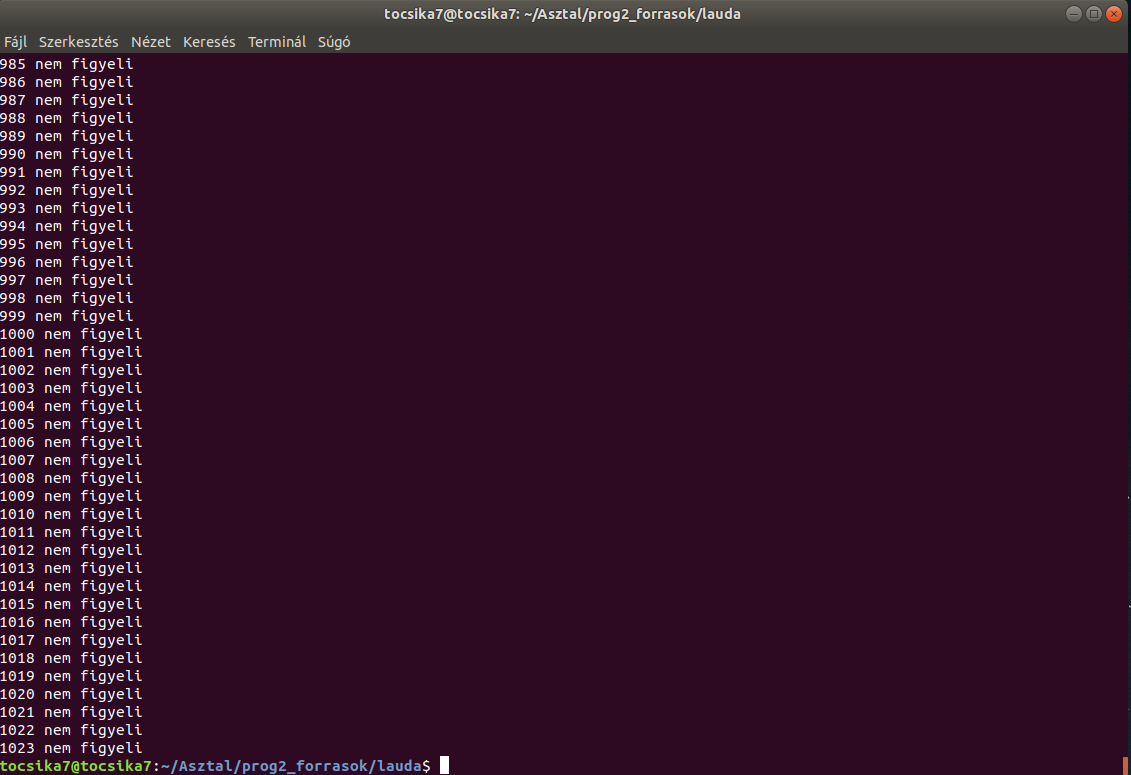 tocsika7@tocsika7: ~/Asztal/prog2_forrasok/lauda
Fájl Szerkesztés Nézet Keresés Terminál Súgó
985 nem figyeli
986 nem figyeli
987 nem figyeli
988 nem figyeli
989 nem figyeli
990 nem figyeli
991 nem figyeli
992 nem figyeli
993 nem figyeli
994 nem figyeli
995 nem figyeli
996 nem figyeli
997 nem figyeli
998 nem figyeli
999 nem figyeli
1000 nem figyeli
1001 nem figyeli
1002 nem figyeli
1003 nem figyeli
1004 nem figyeli
1005 nem figyeli
1006 nem figyeli
1007 nem figyeli
1008 nem figyeli
1009 nem figyeli
1010 nem figyeli
1011 nem figyeli
1012 nem figyeli
1013 nem figyeli
1014 nem figyeli
1015 nem figyeli
1016 nem figyeli
1017 nem figyeli
1018 nem figyeli
1019 nem figyeli
1020 nem figyeli
1021 nem figyeli
1022 nem figyeli
1023 nem figyeli
tocsika7@tocsika7:~/Asztal/prog2_forrasok/lauda$